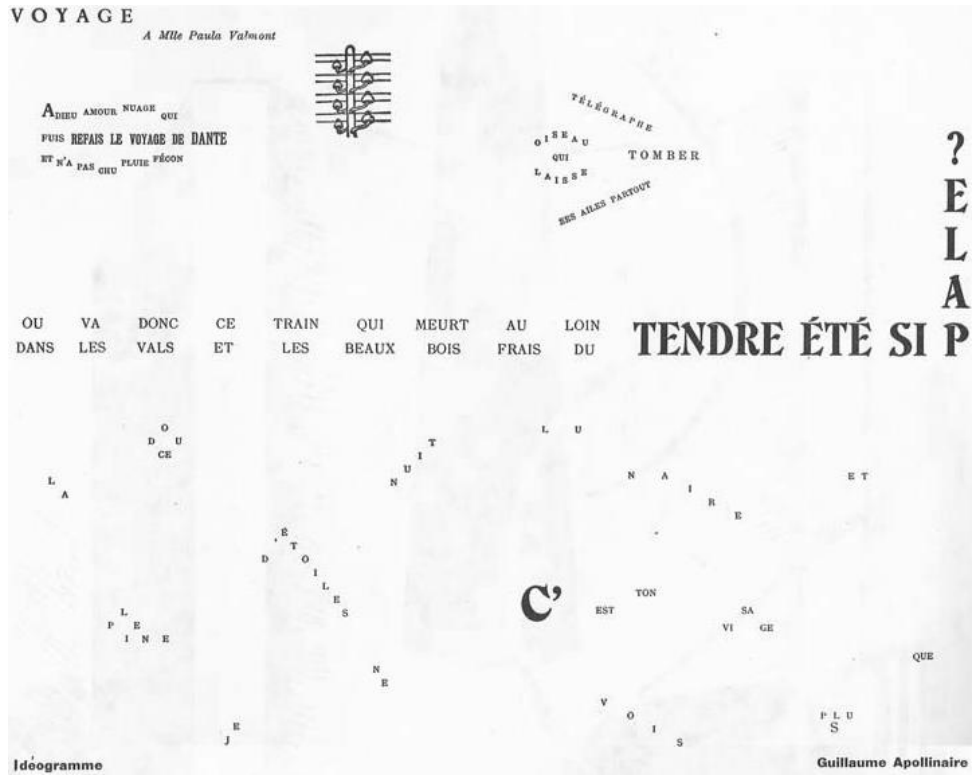 VOYAGE
A Mlle Paula Valmont
ADIEU AMOUR NUAGE QUI
FUIS REFAIS LE VOYAGE DE DANTE
ET N'A PAS CHU PLUIE FÉCON
TÉLÉGRAPHE
OISEAU
QUI
LAISSE
TOMBER
SES AILES PARTOUT
OU VA DONC CE TRAIN QUI MEURT AU LOIN
DANS LES VALS ET LES BEAUX BOIS FRAIS DU
TENDRE ÉTÉ SI PALE?
LA
DOUCE
NUIT
LU
NAIRE
ET
PLEINE
D'ÉTOILES
C'
EST
TON
VISAGE
QUE
JE
NE
VOIS
PLUS
Idéogramme
Guillaume Apollinaire